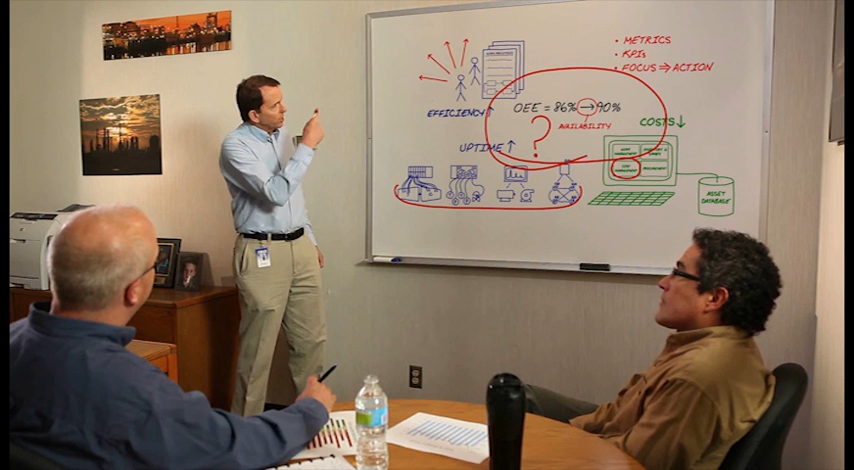 • METRICS
• KPIs
• FOCUS ⇒ ACTION
EFFICIENCY ↑
OEE = 86% → 90%
AVAILABILITY
COSTS ↓
?
UPTIME ↑
ASSET
DATABASE